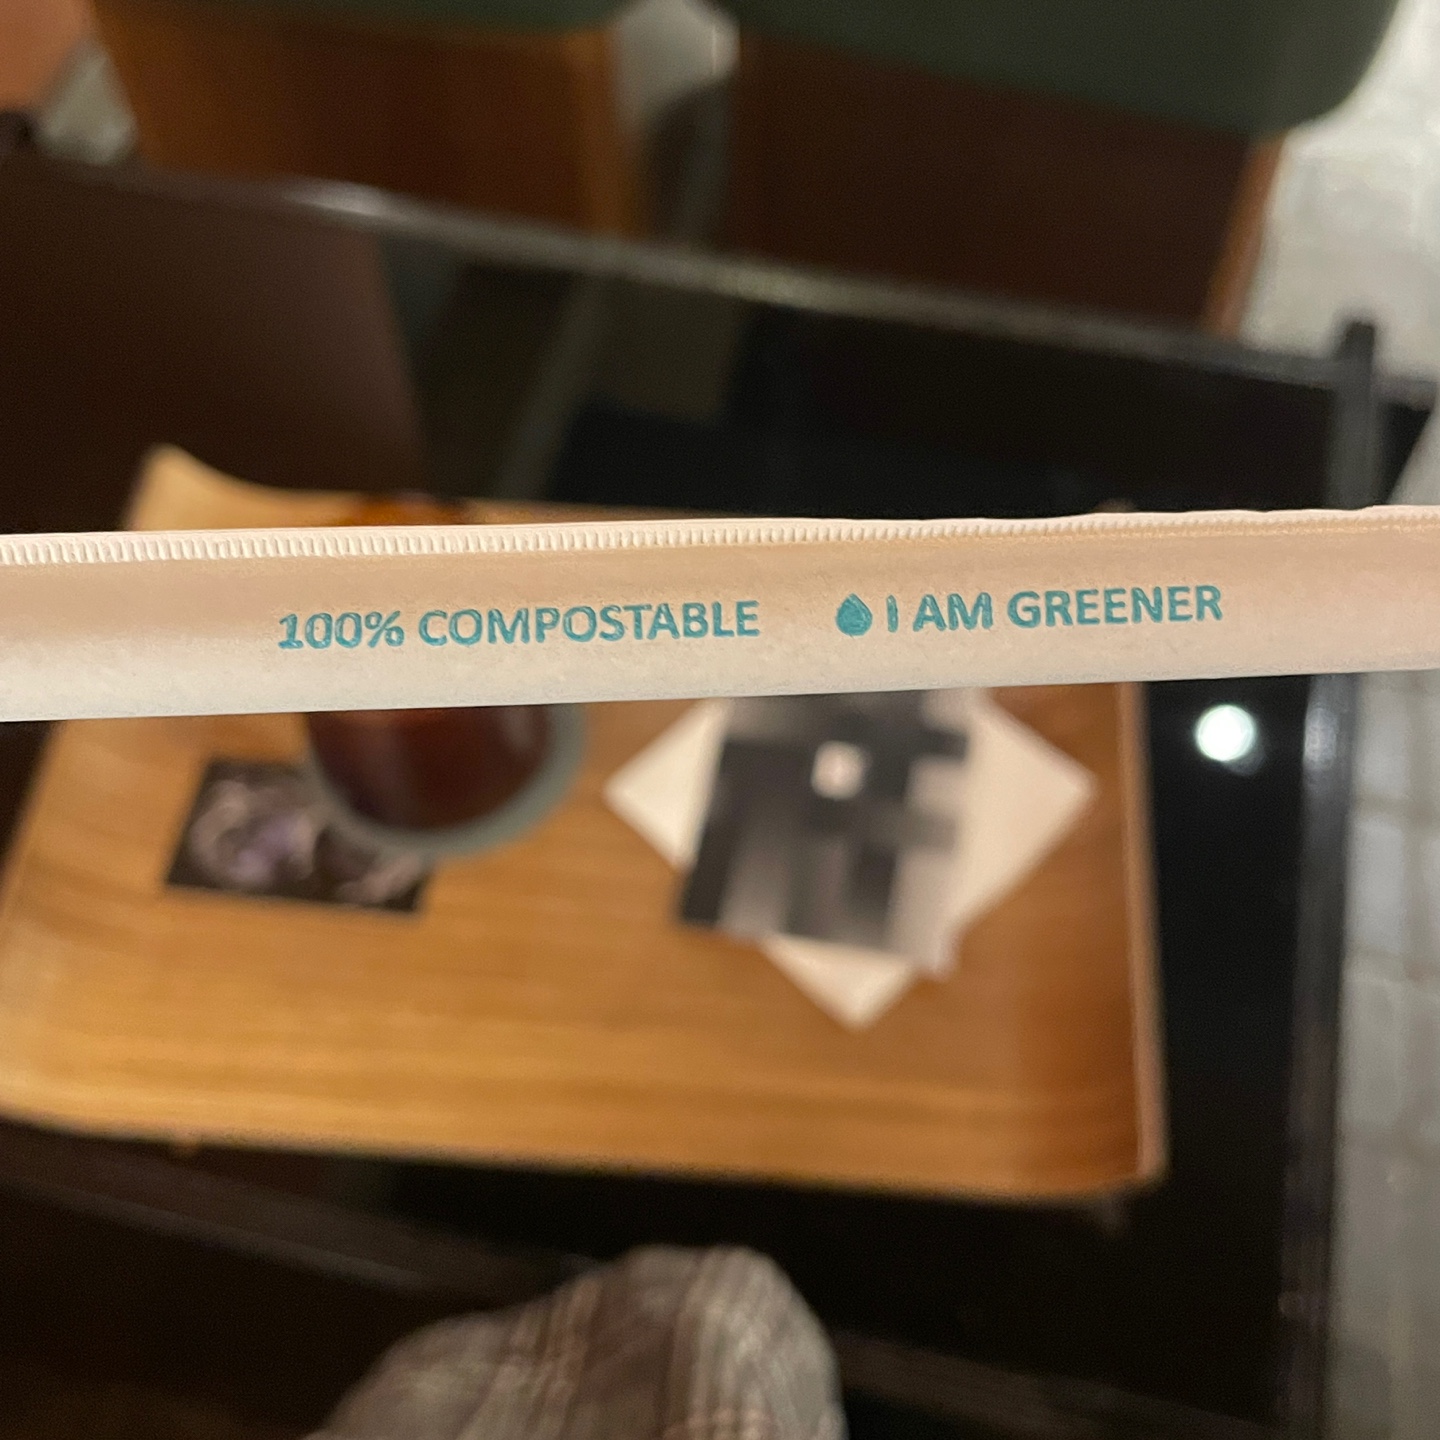 100% COMPOSTABLE I AM GREENER